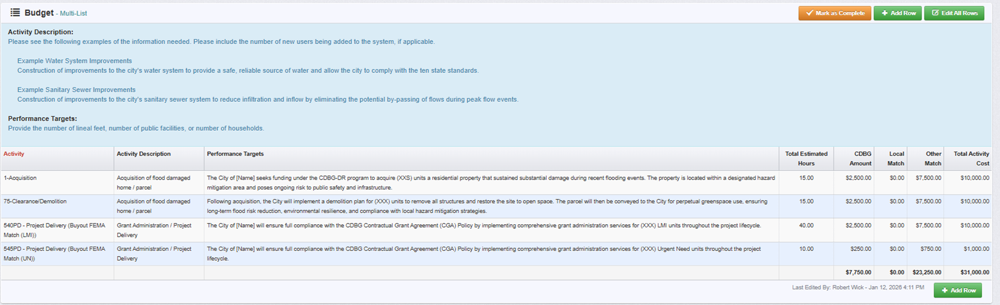 Budget - Multi-List
Mark as Complete
Add Row
Edit All Rows
Activity Description:
Please see the following examples of the information needed. Please include the number of new users being added to the system, if applicable.
Example Water System Improvements
Construction of improvements to the city's water system to provide a safe, reliable source of water and allow the city to comply with the ten state standards.
Example Sanitary Sewer Improvements
Construction of improvements to the city's sanitary sewer system to reduce infiltration and inflow by eliminating the potential by-passing of flows during peak flow events.
Performance Targets:
Provide the number of lineal feet, number of public facilities, or number of households.
Activity
Activity Description
Performance Targets
Total Estimated
Hours
CDBG
Amount
Local
Match
Other
Match
Total Activity
Cost
1-Acquisition
Acquisition of flood damaged
home / parcel
The City of [Name] seeks funding under the CDBG-DR program to acquire (XXS) units a residential property that sustained substantial damage during recent flooding events. The property is located within a designated hazard
mitigation area and poses ongoing risk to public safety and infrastructure.
15.00
$2,500.00
$0.00
$7,500.00
$10,000.00
75-Clearance/Demolition
Acquisition of flood damaged
home / parcel
Following acquisition, the City will implement a demolition plan for (XXX) units to remove all structures and restore the site to open space. The parcel will then be conveyed to the City for perpetual greenspace use, ensuring
long-term flood risk reduction, environmental resilience, and compliance with local hazard mitigation strategies.
15.00
$2,500.00
$0.00
$7,500.00
$10,000.00
540PD - Project Delivery (Buyout FEMA
Match (LMI))
Grant Administration / Project
Delivery
The City of [Name] will ensure full compliance with the CDBG Contractual Grant Agreement (CGA) Policy by implementing comprehensive grant administration services for (XXX) LMI units throughout the project lifecycle.
40.00
$2,500.00
$0.00
$7,500.00
$10,000.00
545PD - Project Delivery (Buyout FEMA
Match (UN))
Grant Administration / Project
Delivery
The City of [Name] will ensure full compliance with the CDBG Contractual Grant Agreement (CGA) Policy by implementing comprehensive grant administration services for (XXX) Urgent Need units throughout the project
lifecycle.
10.00
$250.00
$0.00
$750.00
$1,000.00
$7,750.00
$0.00
$23,250.00
$31,000.00
Last Edited By: Robert Wick - Jan 12, 2026 4:11 PM
Add Row